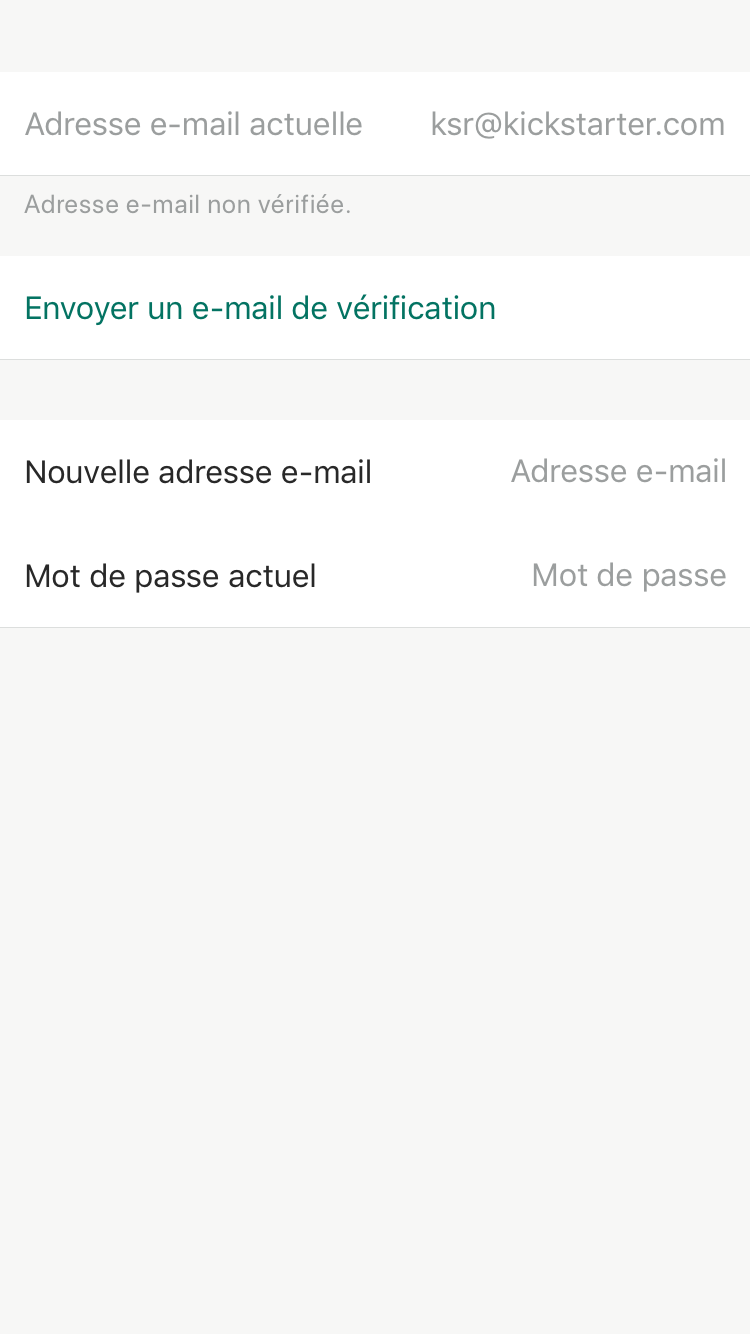 Adresse e-mail actuelle ksr@kickstarter.com
Adresse e-mail non vérifiée.
Envoyer un e-mail de vérification
Nouvelle adresse e-mail Adresse e-mail
Mot de passe actuel Mot de passe